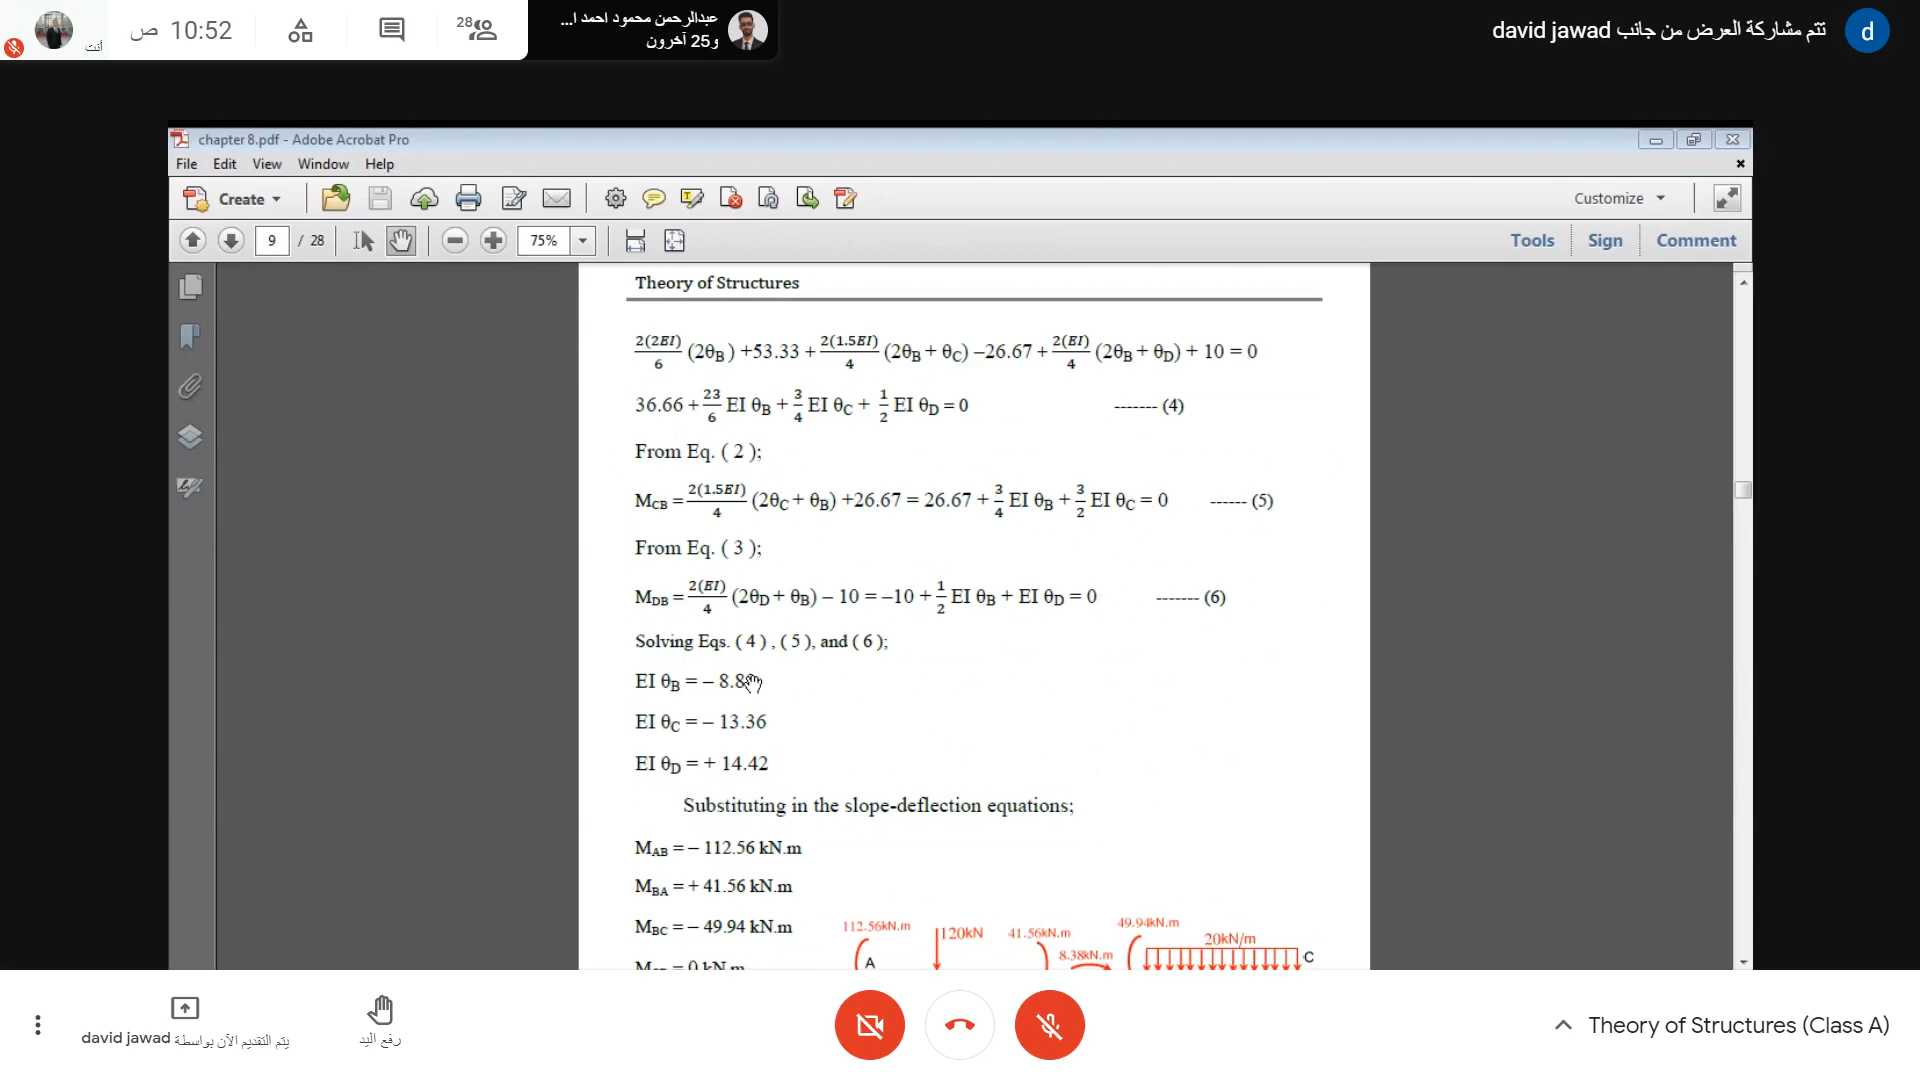 أنت
10:52 ص
28
عبدالرحمن محمود احمد ا...
و25 آخرون
تتم مشاركة العرض من جانب david jawad
d
chapter 8.pdf - Adobe Acrobat Pro
File Edit View Window Help
Create
Customize
9 / 28
75%
Tools Sign Comment
Theory of Structures
2(2EI)/6 (2θB ) +53.33 + 2(1.5EI)/4 (2θB + θC) –26.67 + 2(EI)/4 (2θB + θD) + 10 = 0
36.66 + 23/6 EI θB + 3/4 EI θC + 1/2 EI θD = 0 ------- (4)
From Eq. ( 2 );
MCB = 2(1.5EI)/4 (2θC + θB) +26.67 = 26.67 + 3/4 EI θB + 3/2 EI θC = 0 ------ (5)
From Eq. ( 3 );
MDB = 2(EI)/4 (2θD + θB) – 10 = –10 + 1/2 EI θB + EI θD = 0 ------- (6)
Solving Eqs. ( 4 ) , ( 5 ), and ( 6 );
EI θB = –
EI θC = – 13.36
EI θD = + 14.42
Substituting in the slope-deflection equations;
MAB = – 112.56 kN.m
MBA = + 41.56 kN.m
MBC = – 49.94 kN.m
= 0 kN.m
112.56kN.m
120kN
41.56kN.m
8.38kN.m
49.94kN.m
20kN/m
A
C
يتم التقديم الآن بواسطة david jawad
رفع اليد
Theory of Structures (Class A)